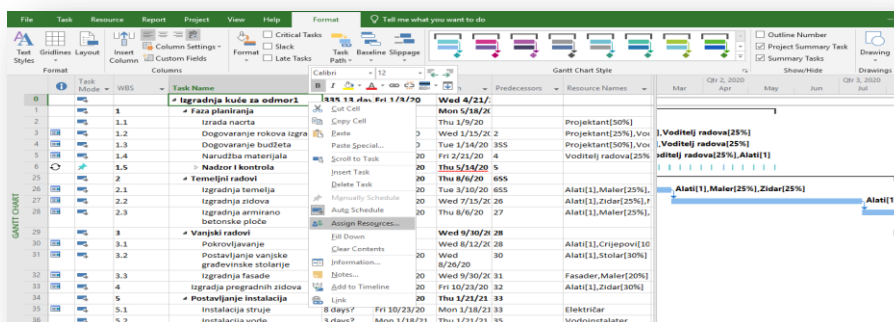 File Task Resource Report Project View Help Format Tell me what you want to do
Text Styles Gridlines Layout Insert Column Column Settings Custom Fields Format Critical Tasks Slack Late Tasks Task Path Baseline Slippage Outline Number Project Summary Task Summary Tasks Drawing
Format Columns Gantt Chart Style Show/Hide Drawings
Calibri 12
B I A
Task Mode WBS Task Name Predecessors Resource Names Qtr 2, 2020 Qtr 3, 2020
Mar Apr May Jun Jul
0 Izgradnja kuće za odmor1 335.13 day Fri 1/3/20 Wed 4/21/
1 1 Faza planiranja Mon 5/18/20
2 1.1 Izrada nacrta Thu 1/9/20 Projektant[50%]
3 1.2 Dogovaranje rokova izgra 20 Wed 1/15/20 2 Projektant[25%],Vo ,Voditelj radova[25%]
4 1.3 Dogovaranje budžeta 20 Tue 1/14/20 3SS Projektant[50%],Vo ,Voditelj radova[25%]
5 1.4 Narudžba materijala 20 Fri 2/21/20 4 Voditelj radova[25% oditelj radova[25%],Alati[1]
6 1.5 Nadzor i kontrola 20 Thu 5/14/20 5
25 2 Temeljni radovi 20 Thu 8/6/20 6SS
26 2.1 Izgradnja temelja 20 Tue 3/10/20 6SS Alati[1],Maler[25%], Alati[1],Maler[25%],Zidar[25%]
27 2.2 Izgradnja zidova 20 Wed 7/15/20 26 Alati[1],Zidar[25%], Alati[1
28 2.3 Izgradnja armirano betonske ploče 20 Thu 8/6/20 27 Alati[1],Maler[25%],
29 3 Vanjski radovi Wed 9/30/20 28
30 3.1 Pokrovljavanje Wed 8/12/20 28 Alati[1],Crijepovi[10
31 3.2 Postavljanje vanjske građevinske stolarije 20 Wed 8/26/20 30 Alati[1],Stolar[30%]
32 3.3 Izgradnja fasade 20 Wed 9/30/20 31 Fasader,Maler[20%]
33 4 Izgradja pregradnih zidova 20 Fri 10/23/20 32 Alati[1],Zidar[30%]
34 5 Postavljanje instalacija 20 Thu 1/21/21 33
35 5.1 Instalacija struje 8 days? Fri 10/23/20 Mon 1/18/21 33 Električar
36 5.2 Instalacija vode 3 days? Mon 1/18/21 Thu 1/21/21 35 Vodoinstalater
Cut Cell
Copy Cell
Paste
Paste Special...
Scroll to Task
Insert Task
Delete Task
Manually Schedule
Auto Schedule
Assign Resources...
Fill Down
Clear Contents
Information...
Notes...
Add to Timeline
Link
GANTT CHART